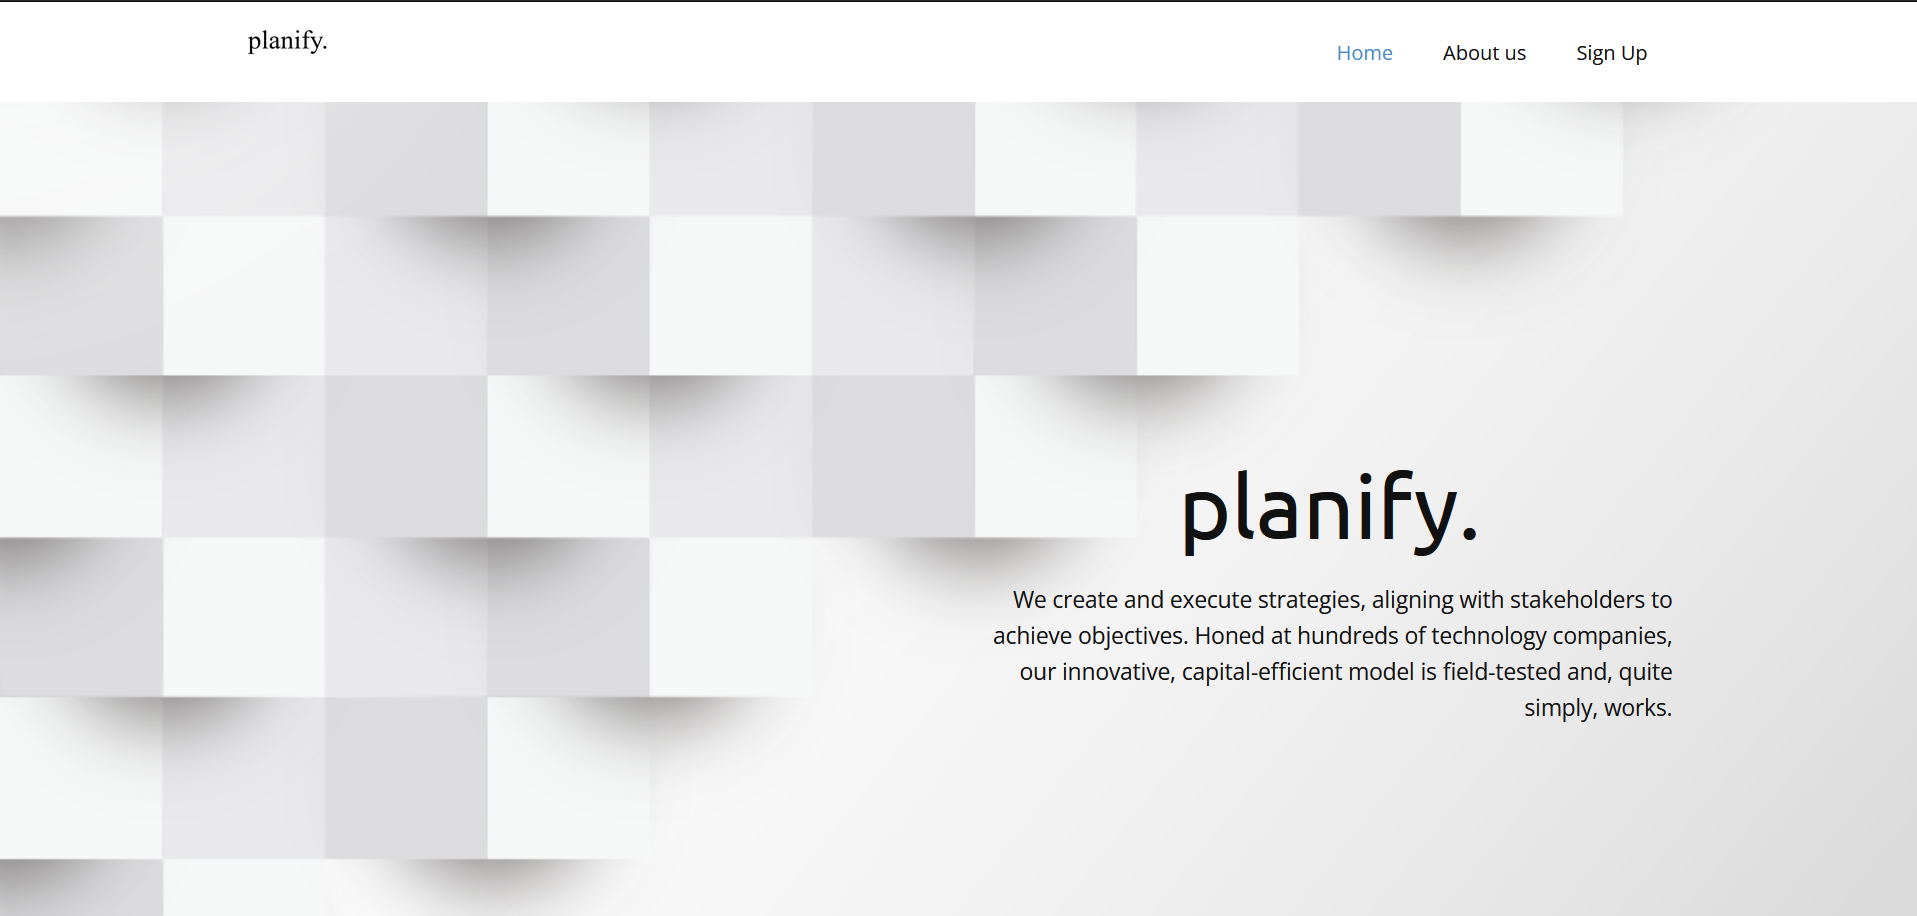 planify.
Home About us Sign Up
planify.
We create and execute strategies, aligning with stakeholders to
achieve objectives. Honed at hundreds of technology companies,
our innovative, capital-efficient model is field-tested and, quite
simply, works.